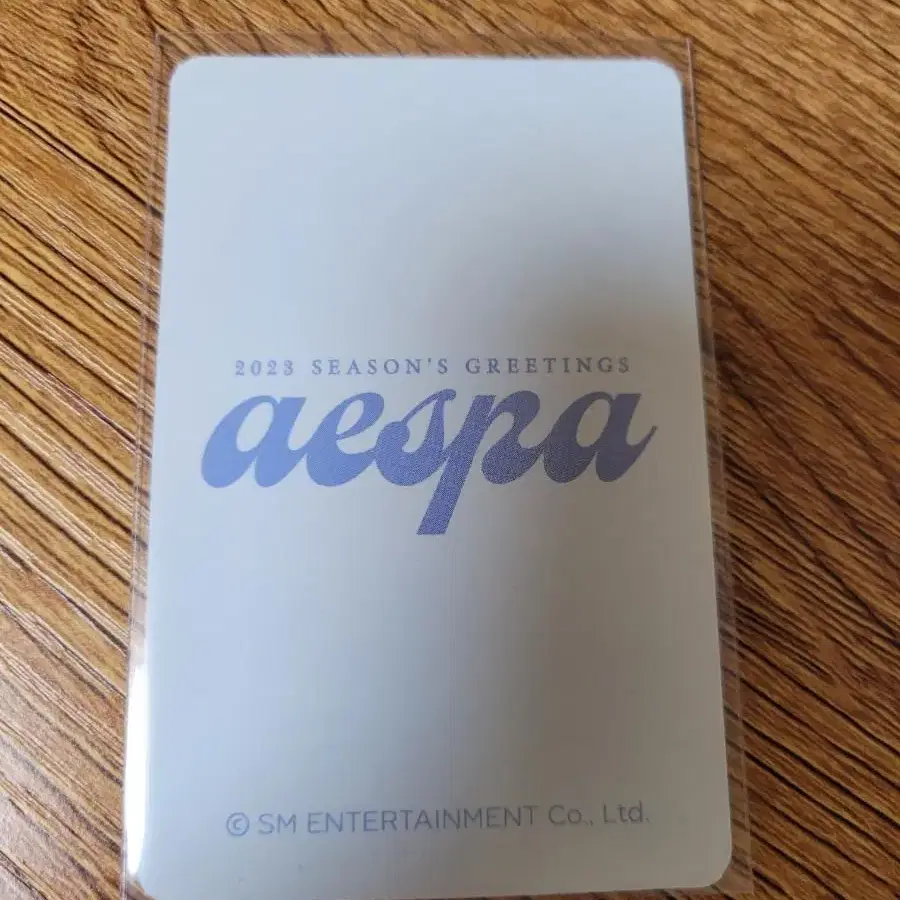 2023 SEASON'S GREETINGS
aespa
© SM ENTERTAINMENT Co., Ltd.